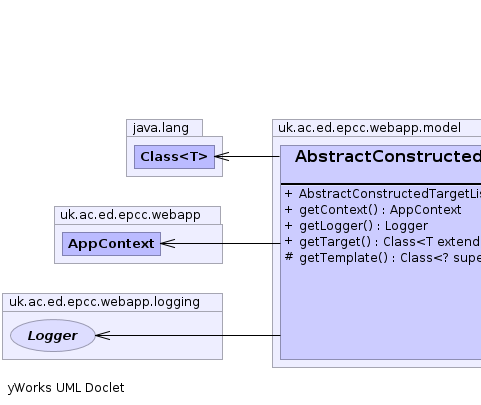 java.lang
Class<T>
uk.ac.ed.epcc.webapp
AppContext
uk.ac.ed.epcc.webapp.logging
Logger
uk.ac.ed.epcc.webapp.model
AbstractConstructed
+ AbstractConstructedTargetLis
+ getContext() : AppContext
+ getLogger() : Logger
+ getTarget() : Class<T extend
# getTemplate() : Class<? supe
yWorks UML Doclet